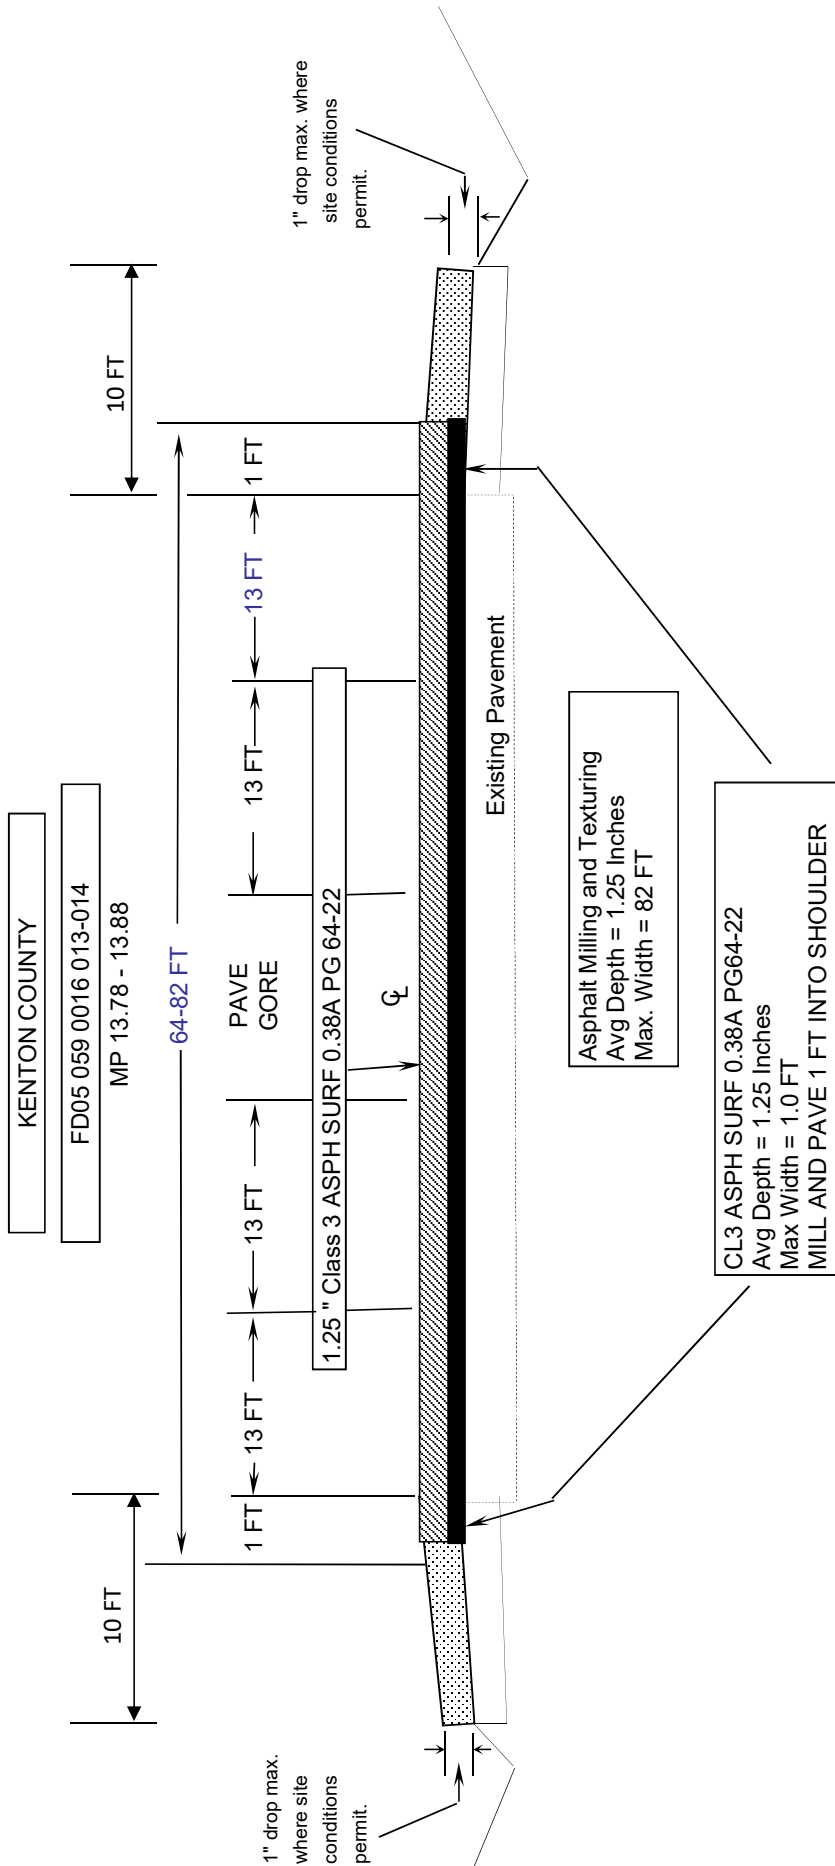 KENTON COUNTY
FD05 059 0016 013-014
MP 13.78 - 13.88
10 FT
10 FT
64-82 FT
1 FT
13 FT
13 FT
PAVE
GORE
13 FT
13 FT
1 FT
1" drop max.
where site
conditions
permit.
1" drop max. where
site conditions
permit.
1.25 " Class 3 ASPH SURF 0.38A PG 64-22
CL
Existing Pavement
Asphalt Milling and Texturing
Avg Depth = 1.25 Inches
Max. Width = 82 FT
CL3 ASPH SURF 0.38A PG64-22
Avg Depth = 1.25 Inches
Max Width = 1.0 FT
MILL AND PAVE 1 FT INTO SHOULDER